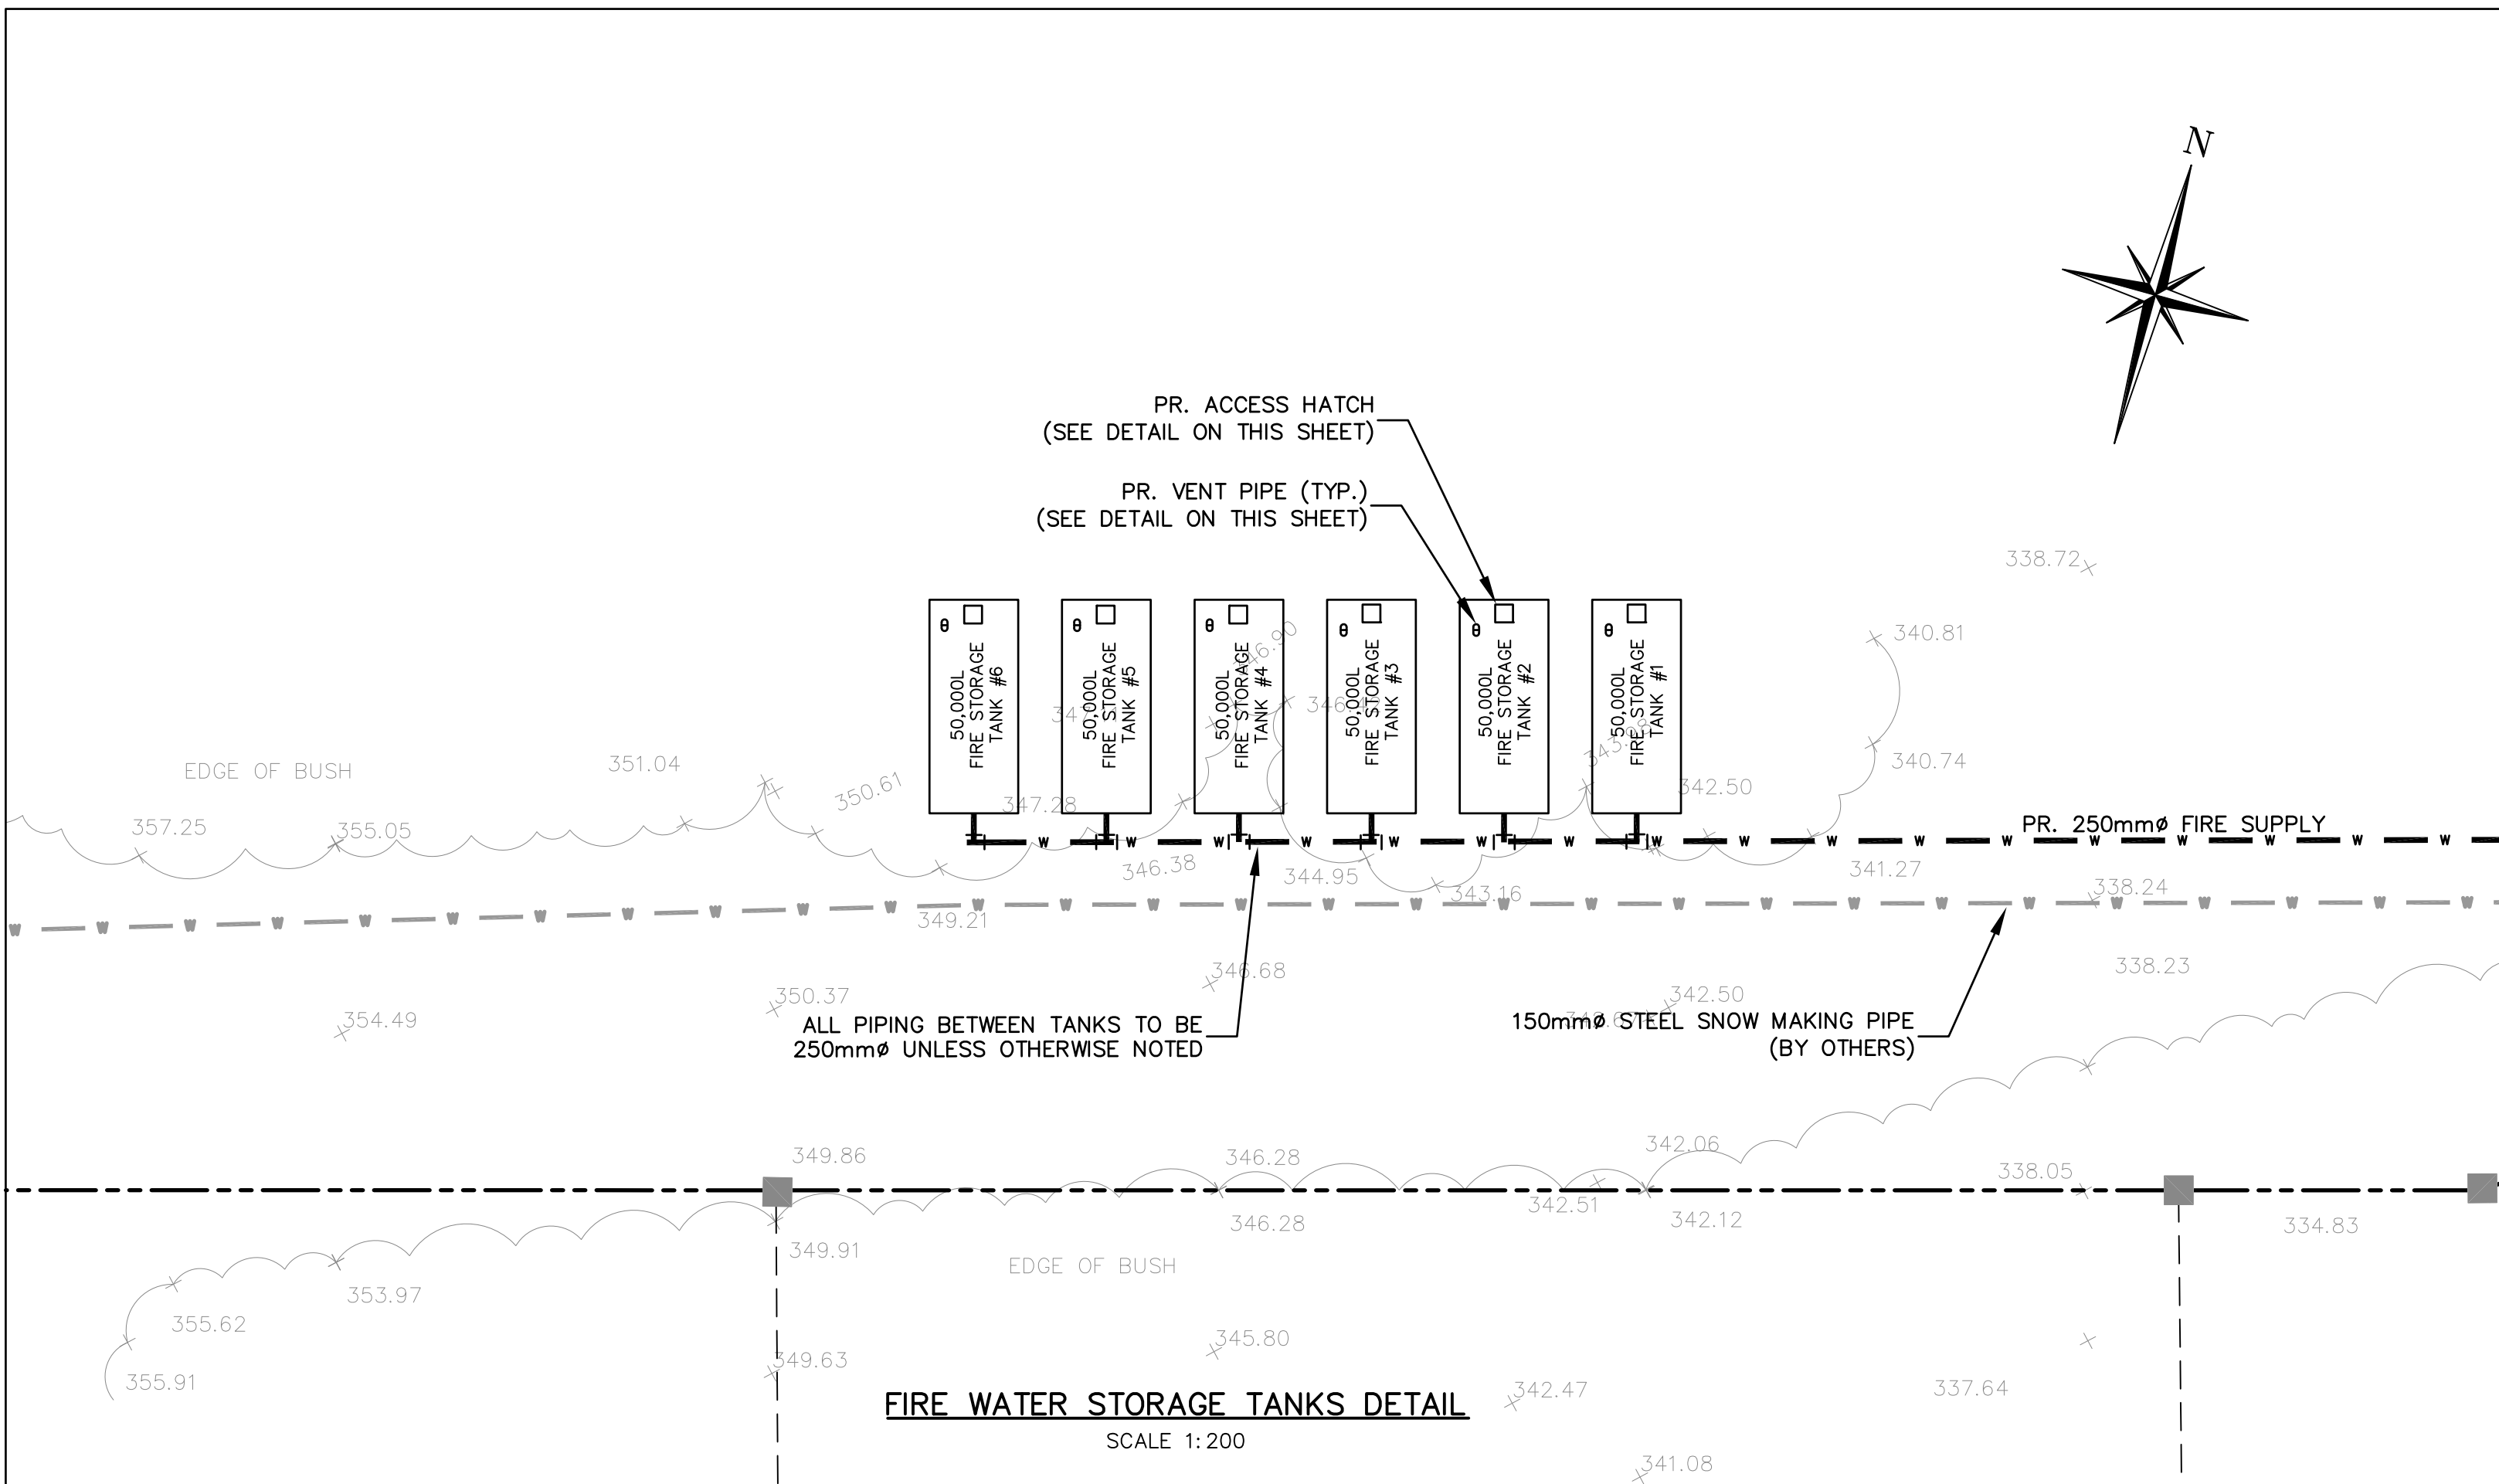 N
PR. ACCESS HATCH
(SEE DETAIL ON THIS SHEET)
PR. VENT PIPE (TYP.)
(SEE DETAIL ON THIS SHEET)
338.72
340.81
340.74
50,000L
FIRE STORAGE
TANK #6
50,000L
FIRE STORAGE
TANK #5
50,000L
FIRE STORAGE
TANK #4
50,000L
FIRE STORAGE
TANK #3
50,000L
FIRE STORAGE
TANK #2
50,000L
FIRE STORAGE
TANK #1
346.90
343.98
342.50
EDGE OF BUSH
351.04
350.61
347.28
357.25
355.05
PR. 250mmø FIRE SUPPLY
W W W W W W W W W W W W W W W W W
346.38
344.95
343.16
341.27
338.24
349.21
W W W W W W W W W W W W W W W W W W W W W W W W W W W W W
346.68
338.23
350.37
342.50
354.49
ALL PIPING BETWEEN TANKS TO BE
250mmø UNLESS OTHERWISE NOTED
150mmø STEEL SNOW MAKING PIPE
(BY OTHERS)
349.86
346.28
342.06
338.05
342.51
342.12
346.28
334.83
349.91
EDGE OF BUSH
353.97
355.62
345.80
349.63
355.91
342.47
337.64
FIRE WATER STORAGE TANKS DETAIL
SCALE 1:200
341.08